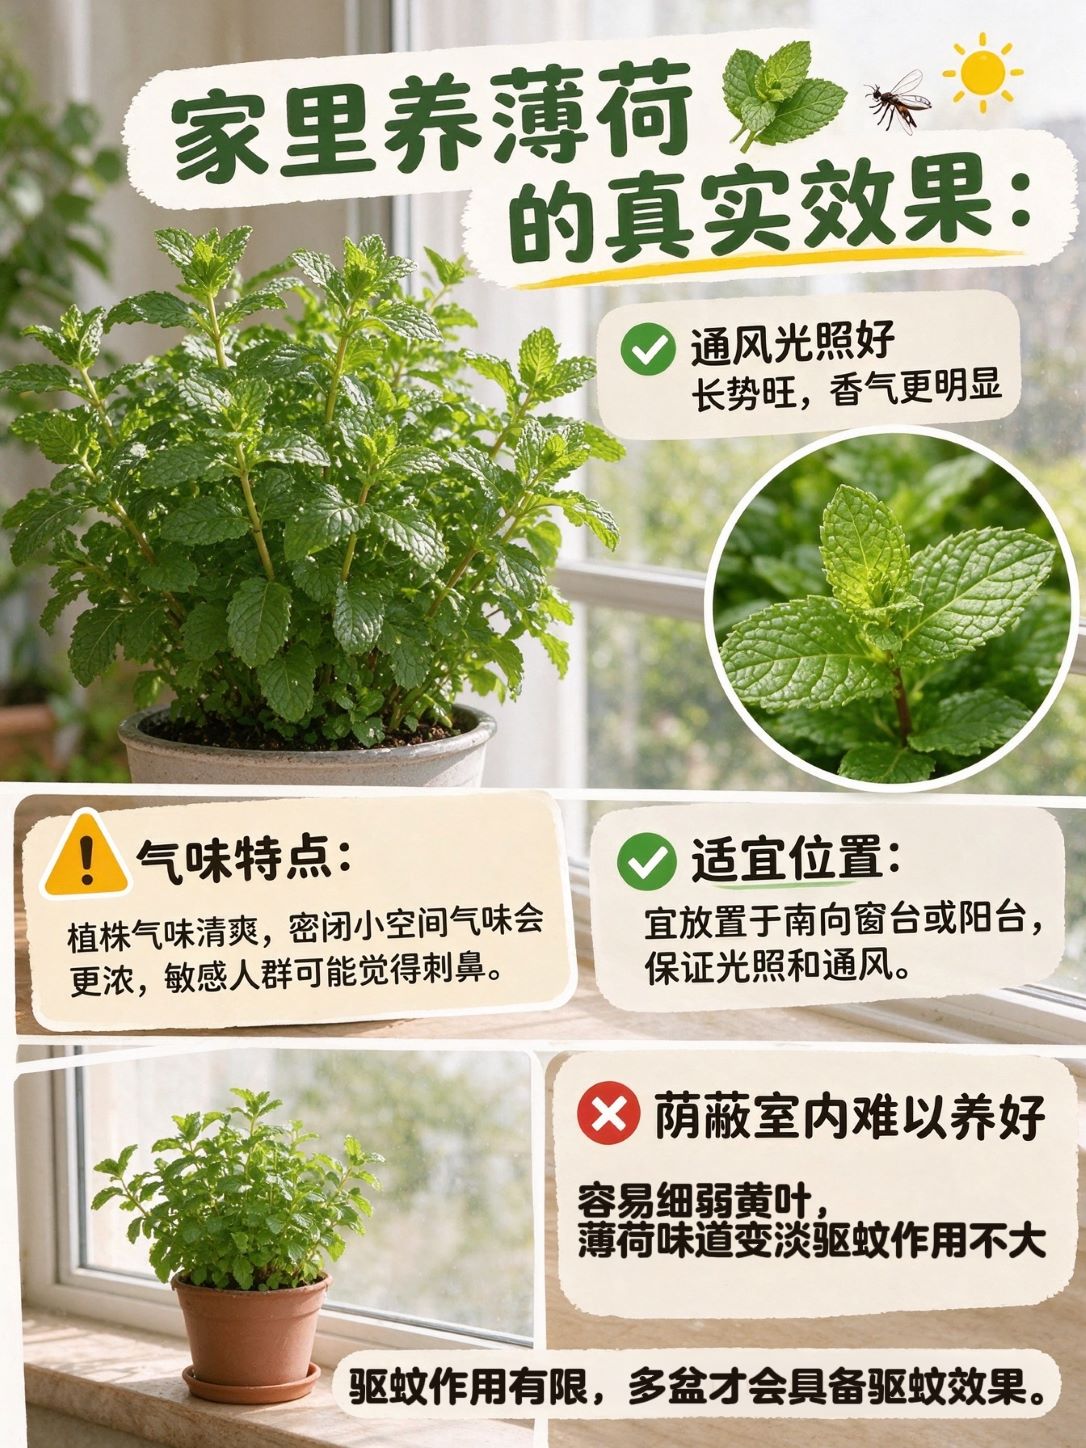 家里养薄荷
的真实效果：
通风光照好
长势旺，香气更明显
气味特点：
植株气味清爽，密闭小空间气味会
更浓，敏感人群可能觉得刺鼻。
适宜位置：
宜放置于南向窗台或阳台，
保证光照和通风。
荫蔽室内难以养好
容易细弱黄叶，
薄荷味道变淡驱蚊作用不大
驱蚊作用有限，多盆才会具备驱蚊效果。